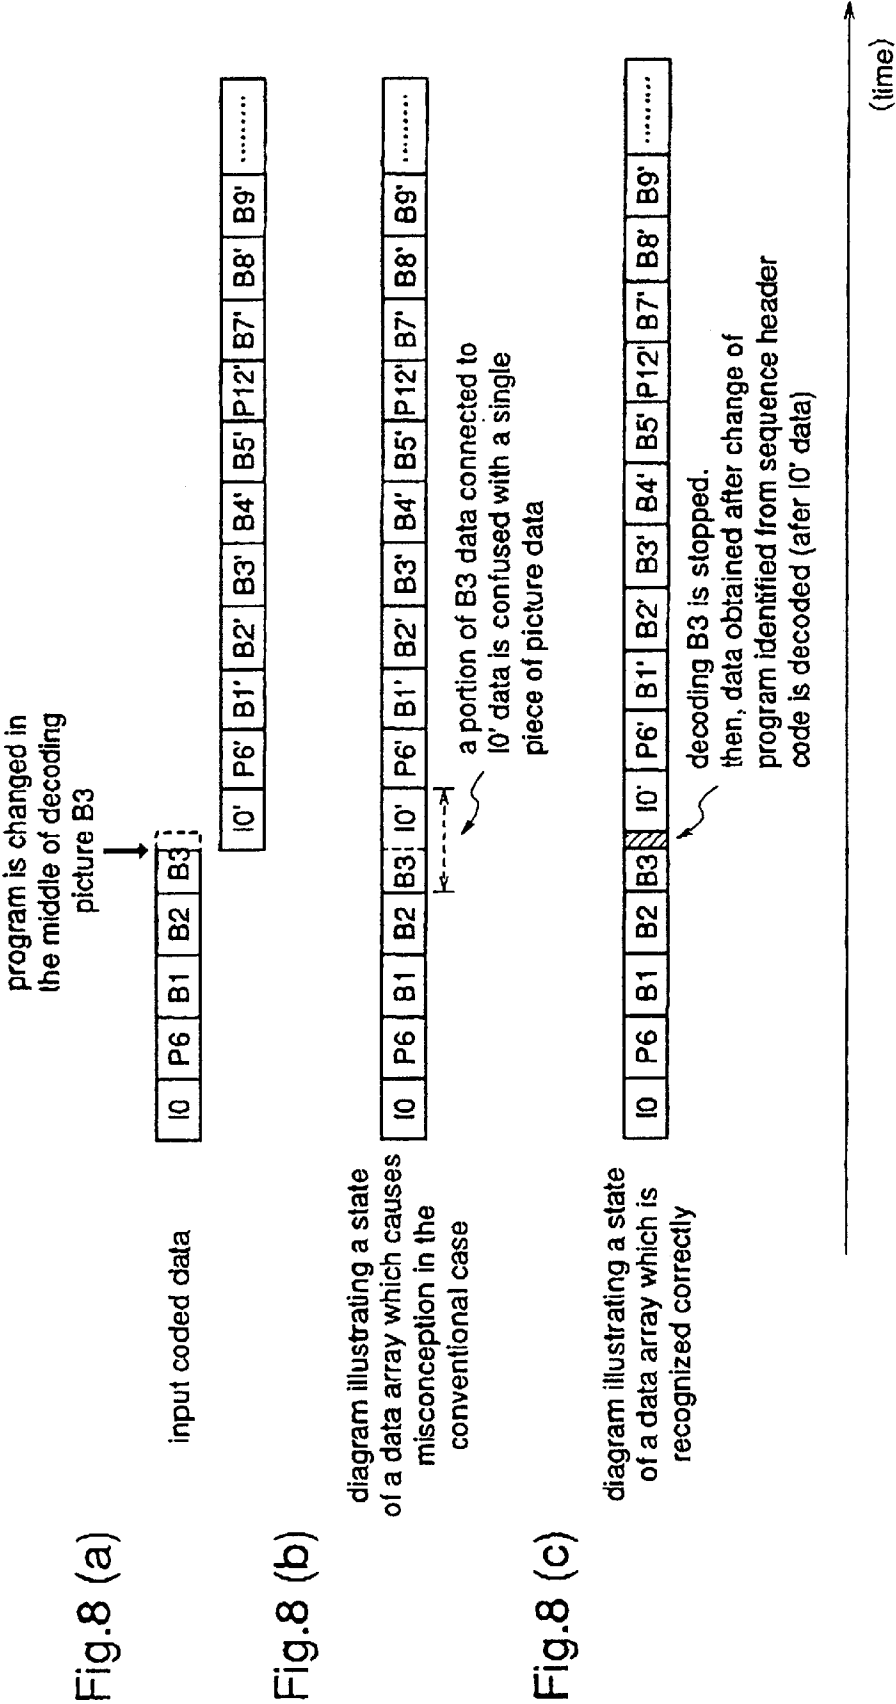 Fig.8 (a)
program is changed in
the middle of decoding
picture B3
input coded data
I0 P6 B1 B2 B3
I0' P6' B1' B2' B3' B4' B5' P12' B7' B8' B9' .........
Fig.8 (b)
diagram illustrating a state
of a data array which causes
misconception in the
conventional case
I0 P6 B1 B2 B3 I0' P6' B1' B2' B3' B4' B5' P12' B7' B8' B9' .........
a portion of B3 data connected to
I0' data is confused with a single
piece of picture data
Fig.8 (c)
diagram illustrating a state
of a data array which is
recognized correctly
I0 P6 B1 B2 B3 I0' P6' B1' B2' B3' B4' B5' P12' B7' B8' B9' .........
decoding B3 is stopped.
then, data obtained after change of
program identified from sequence header
code is decoded (afer I0' data)
(time)